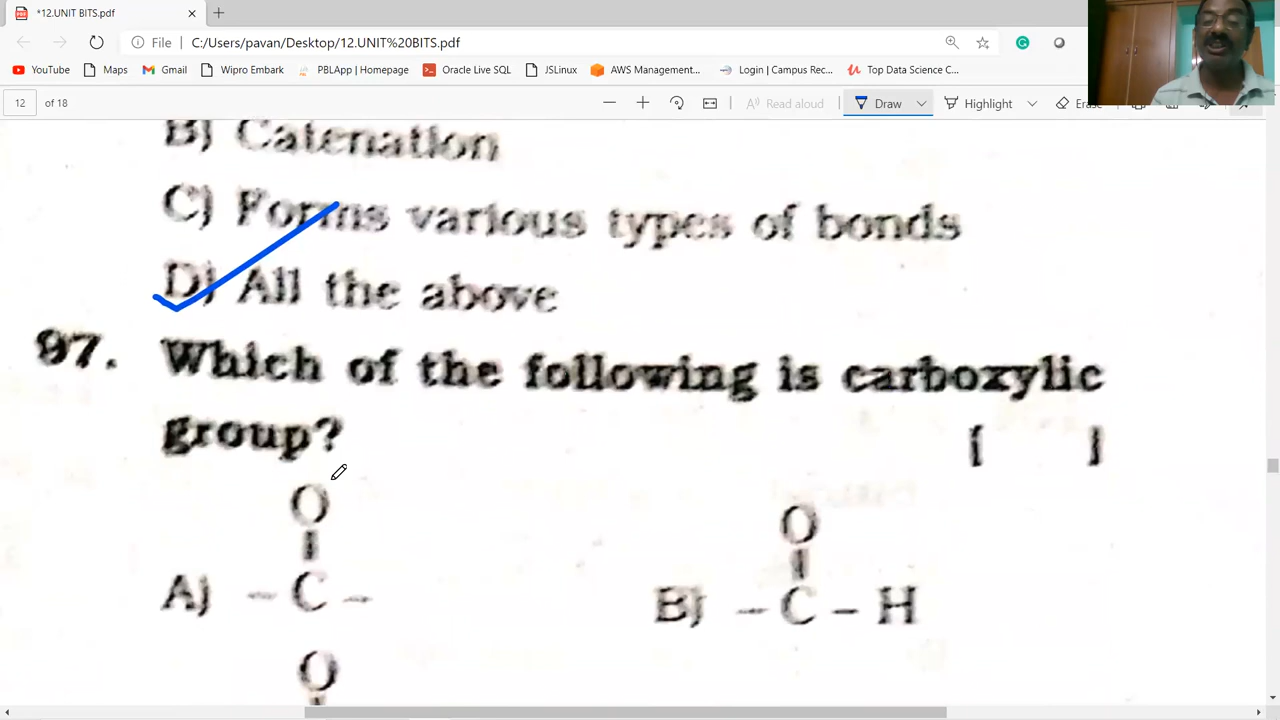 *12.UNIT BITS.pdf
File C:/Users/pavan/Desktop/12.UNIT%20BITS.pdf
YouTube Maps Gmail Wipro Embark PBLApp | Homepage Oracle Live SQL JSLinux AWS Management... Login | Campus Rec... Top Data Science C...
12 of 18 Read aloud Draw Highlight Erase
B) Catenation
C) Forms various types of bonds
D) All the above
97. Which of the following is carboxylic
group? [ ]
O
O
A) – C –
B) – C – H
O